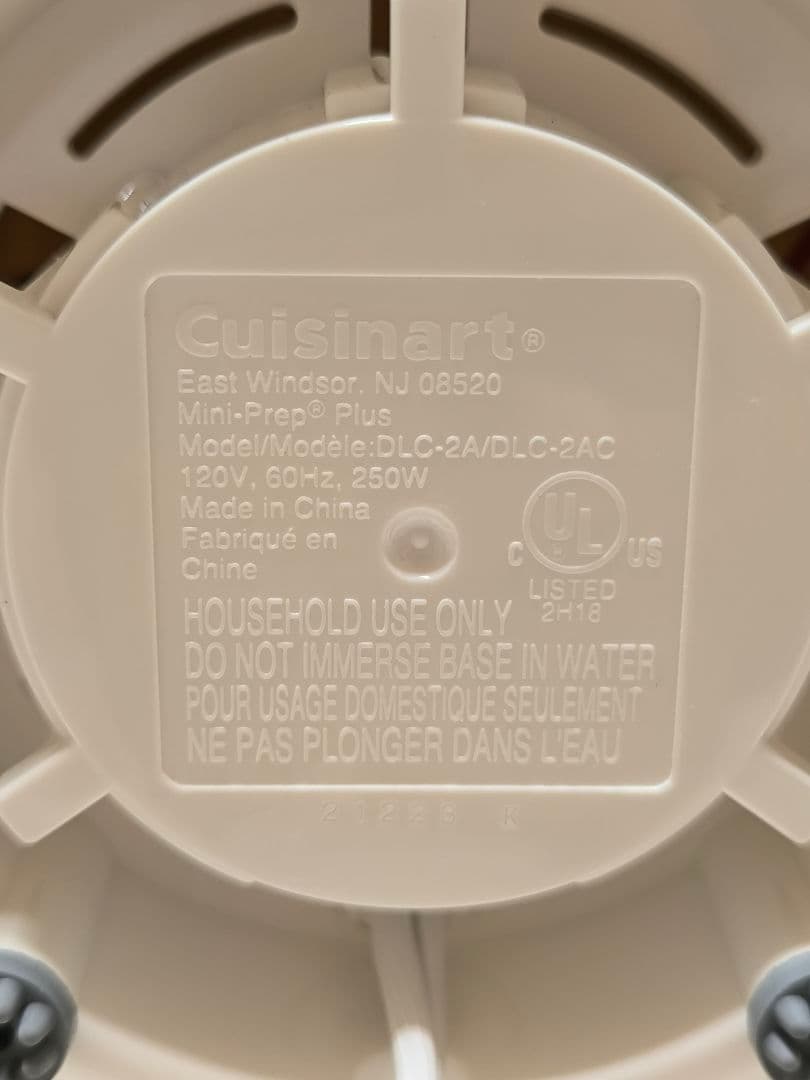 Cuisinart®
East Windsor, NJ 08520
Mini-Prep® Plus
Model/Modèle:DLC-2A/DLC-2AC
120V, 60Hz, 250W
Made in China
Fabriqué en
Chine
C UL US
LISTED
2H18
HOUSEHOLD USE ONLY
DO NOT IMMERSE BASE IN WATER
POUR USAGE DOMESTIQUE SEULEMENT
NE PAS PLONGER DANS L'EAU
K